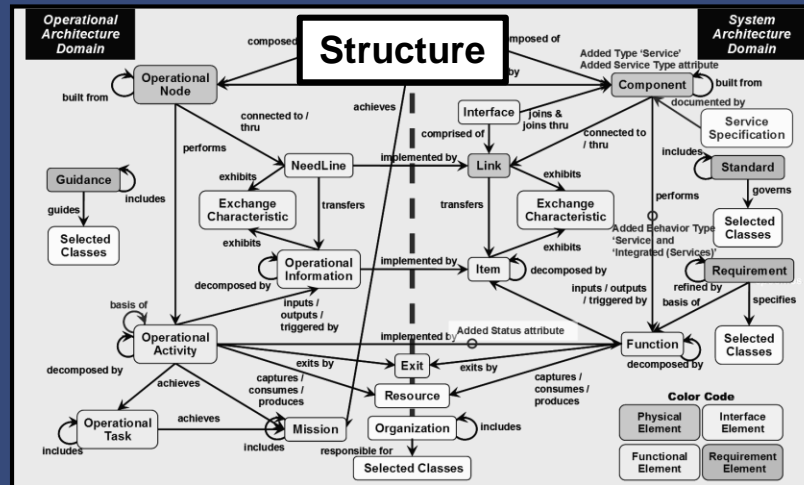 Operational
Architecture
Domain
System
Architecture
Domain
Structure
composed
composed of
by
Added Type ‘Service’
Added Service Type attribute
Operational
Node
Component
built from
built from
achieves
documented by
Interface
joins &
joins thru
Service
Specification
connected to /
thru
comprised of
connected to
/ thru
performs
includes
NeedLine
implemented by
Link
Standard
Guidance
exhibits
exhibits
includes
performs
governs
guides
Exchange
Characteristic
transfers
transfers
Exchange
Characteristic
Selected
Classes
Selected
Classes
exhibits
exhibits
Added Behavior Type
‘Service’ and
‘Integrated (Services)’
Operational
Information
implemented by
Item
decomposed by
Requirement
decomposed by
refined by
basis of
inputs /
outputs /
triggered by
inputs / outputs
/ triggered by
basis of
specifies
Operational
Activity
implemented by
Added Status attribute
Function
Selected
Classes
decomposed by
exits by
Exit
exits by
decomposed by
achieves
captures /
consumes /
produces
Resource
captures /
consumes /
produces
Color Code
Operational
Task
achieves
Mission
Organization
includes
Physical
Element
Interface
Element
includes
includes
responsible for
Selected Classes
Functional
Element
Requirement
Element